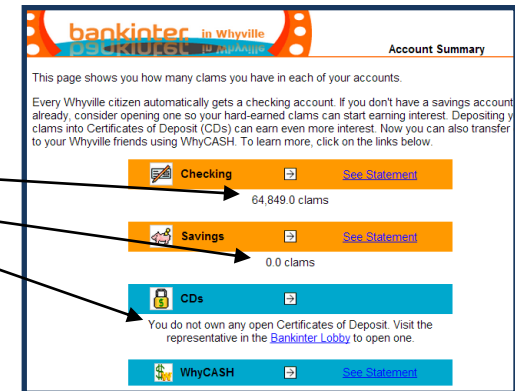 bankinter in Whyville
Account Summary
This page shows you how many clams you have in each of your accounts.
Every Whyville citizen automatically gets a checking account. If you don't have a savings account
already, consider opening one so your hard-earned clams can start earning interest. Depositing y
clams into Certificates of Deposit (CDs) can earn even more interest. Now you can also transfer
to your Whyville friends using WhyCASH. To learn more, click on the links below.
Checking See Statement
64,849.0 clams
Savings See Statement
0.0 clams
CDs
You do not own any open Certificates of Deposit. Visit the
representative in the Bankinter Lobby to open one.
WhyCASH See Statement